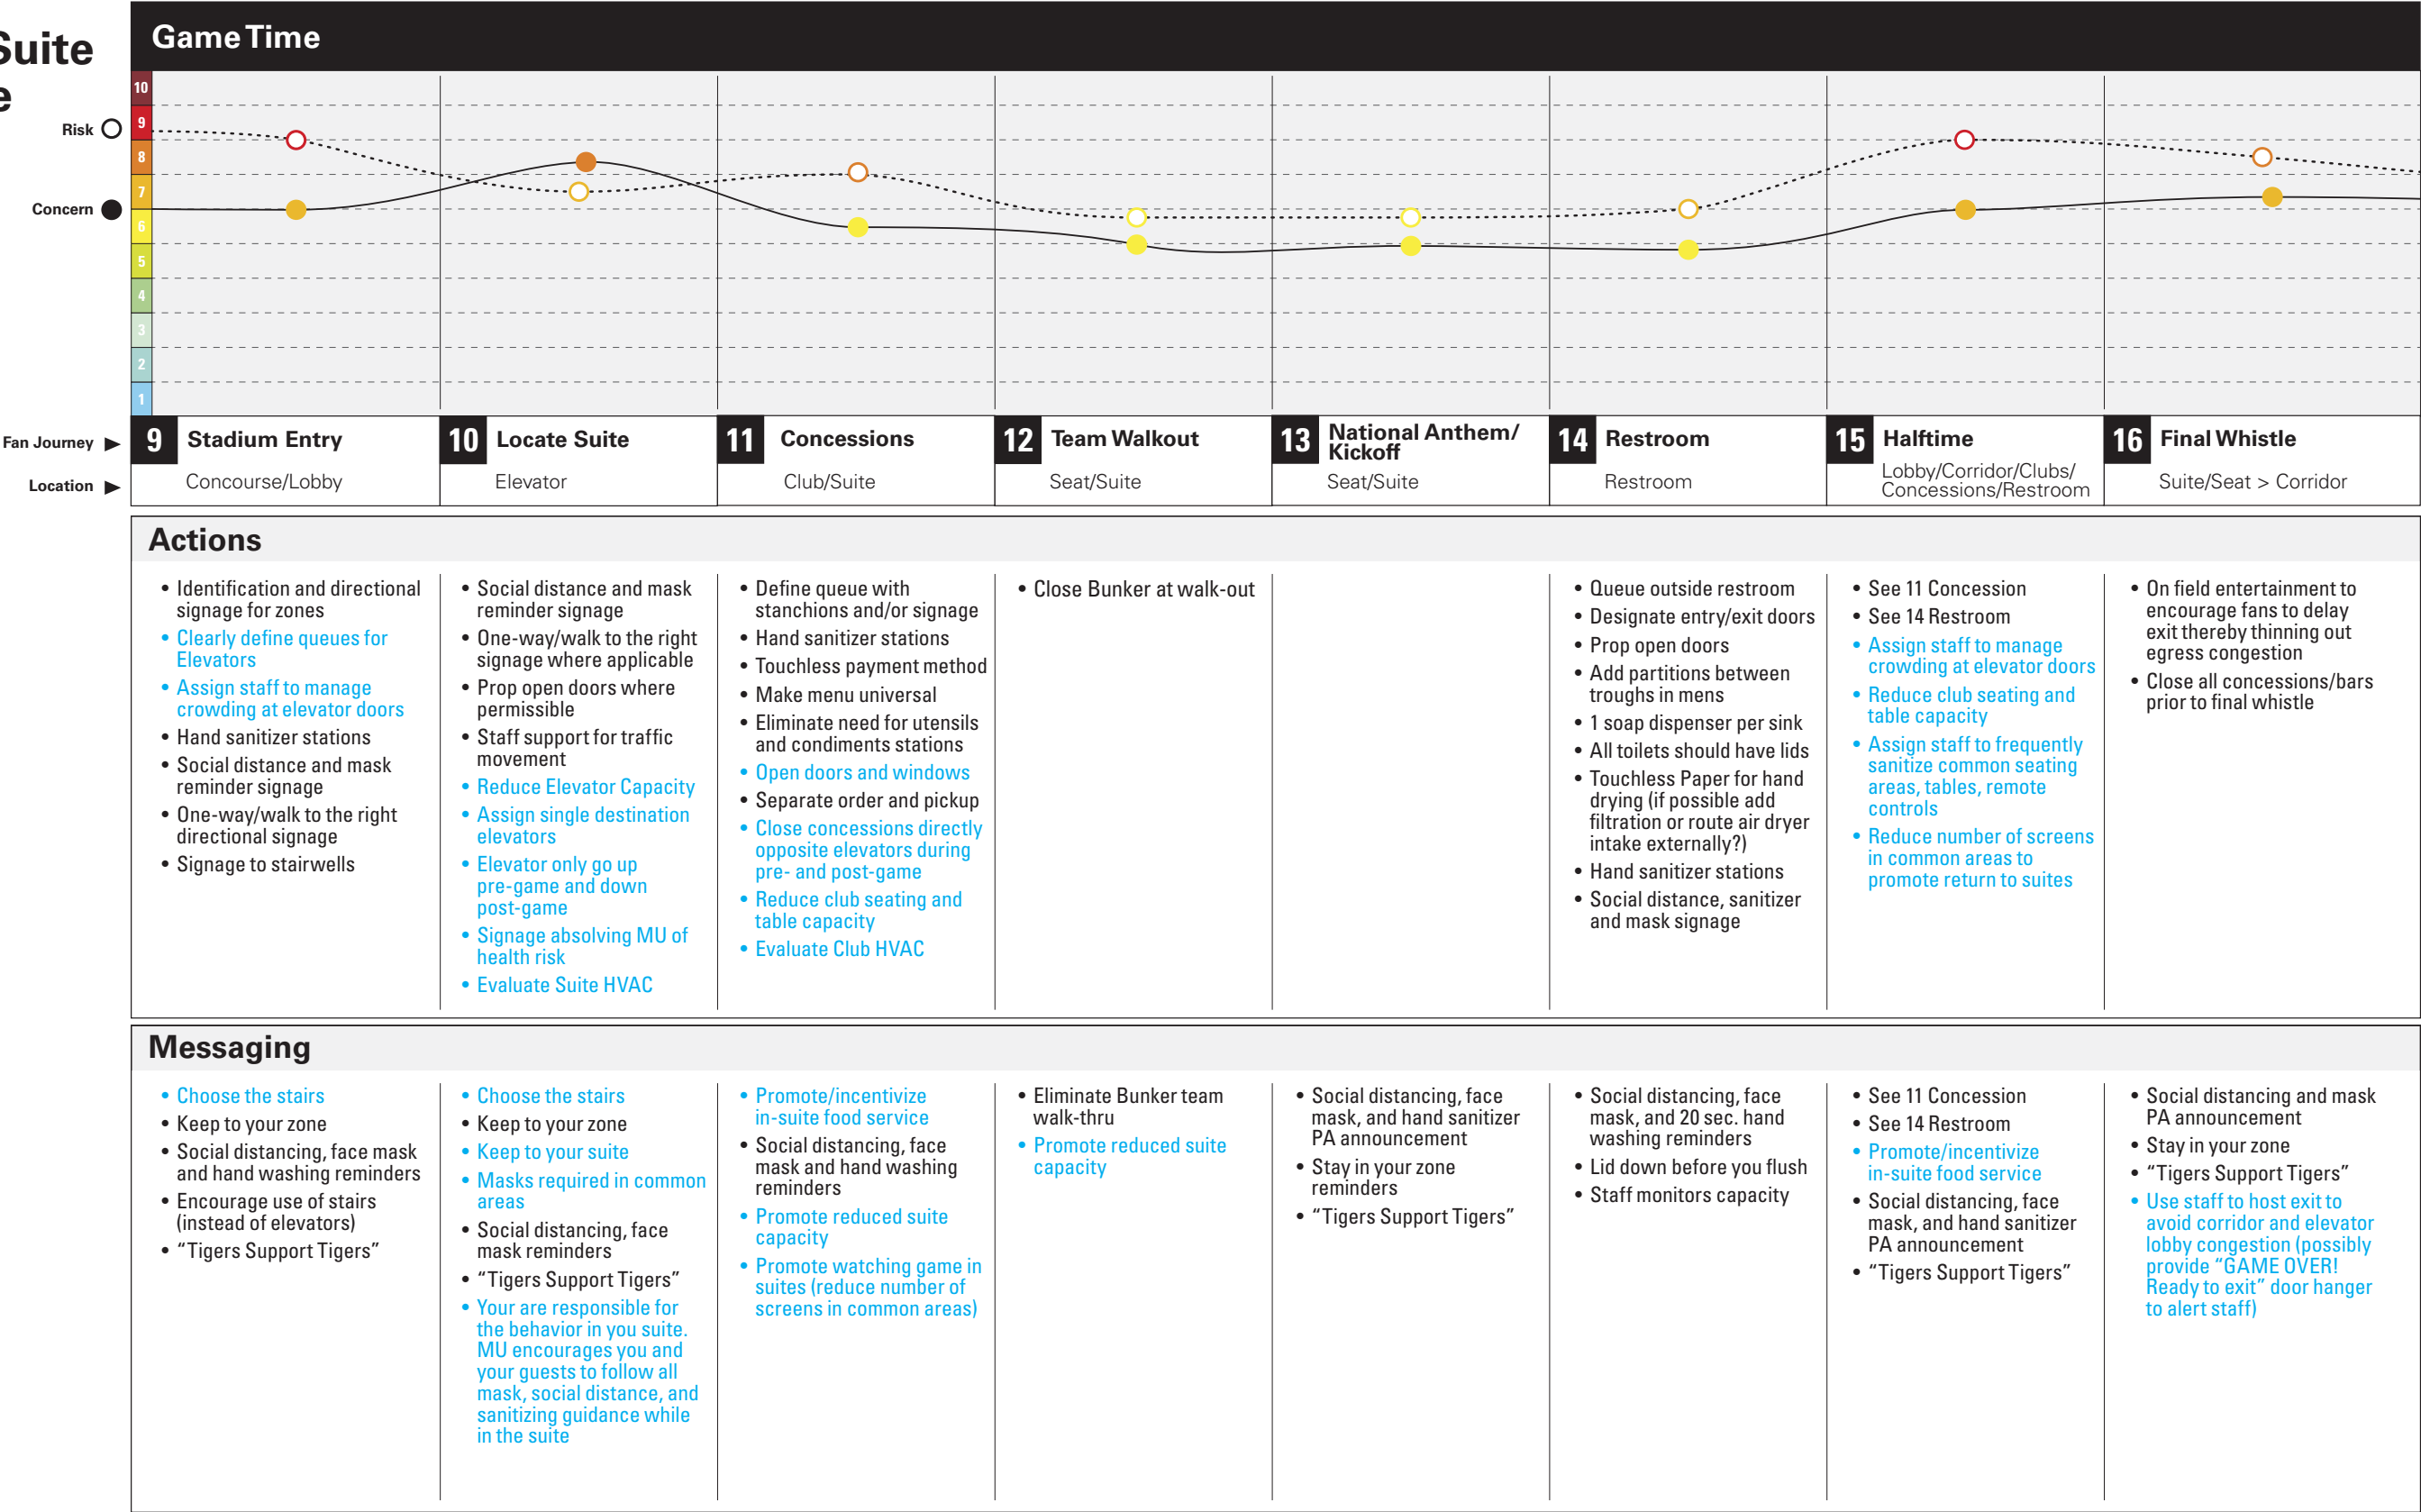 Suite
e
Game Time
Risk
Concern
10
9
8
7
6
5
4
3
2
1
Fan Journey ▶
Location ▶
9 Stadium Entry
Concourse/Lobby
10 Locate Suite
Elevator
11 Concessions
Club/Suite
12 Team Walkout
Seat/Suite
13 National Anthem/
Kickoff
Seat/Suite
14 Restroom
Restroom
15 Halftime
Lobby/Corridor/Clubs/
Concessions/Restroom
16 Final Whistle
Suite/Seat > Corridor
Actions
• Identification and directional
signage for zones
• Clearly define queues for
Elevators
• Assign staff to manage
crowding at elevator doors
• Hand sanitizer stations
• Social distance and mask
reminder signage
• One-way/walk to the right
directional signage
• Signage to stairwells
• Social distance and mask
reminder signage
• One-way/walk to the right
signage where applicable
• Prop open doors where
permissible
• Staff support for traffic
movement
• Reduce Elevator Capacity
• Assign single destination
elevators
• Elevator only go up
pre-game and down
post-game
• Signage absolving MU of
health risk
• Evaluate Suite HVAC
• Define queue with
stanchions and/or signage
• Hand sanitizer stations
• Touchless payment method
• Make menu universal
• Eliminate need for utensils
and condiments stations
• Open doors and windows
• Separate order and pickup
• Close concessions directly
opposite elevators during
pre- and post-game
• Reduce club seating and
table capacity
• Evaluate Club HVAC
• Close Bunker at walk-out
• Queue outside restroom
• Designate entry/exit doors
• Prop open doors
• Add partitions between
troughs in mens
• 1 soap dispenser per sink
• All toilets should have lids
• Touchless Paper for hand
drying (if possible add
filtration or route air dryer
intake externally?)
• Hand sanitizer stations
• Social distance, sanitizer
and mask signage
• See 11 Concession
• See 14 Restroom
• Assign staff to manage
crowding at elevator doors
• Reduce club seating and
table capacity
• Assign staff to frequently
sanitize common seating
areas, tables, remote
controls
• Reduce number of screens
in common areas to
promote return to suites
• On field entertainment to
encourage fans to delay
exit thereby thinning out
egress congestion
• Close all concessions/bars
prior to final whistle
Messaging
• Choose the stairs
• Keep to your zone
• Social distancing, face mask
and hand washing reminders
• Encourage use of stairs
(instead of elevators)
• “Tigers Support Tigers”
• Choose the stairs
• Keep to your zone
• Keep to your suite
• Masks required in common
areas
• Social distancing, face
mask reminders
• “Tigers Support Tigers”
• Your are responsible for
the behavior in you suite.
MU encourages you and
your guests to follow all
mask, social distance, and
sanitizing guidance while
in the suite
• Promote/incentivize
in-suite food service
• Social distancing, face
mask and hand washing
reminders
• Promote reduced suite
capacity
• Promote watching game in
suites (reduce number of
screens in common areas)
• Eliminate Bunker team
walk-thru
• Promote reduced suite
capacity
• Social distancing, face
mask, and hand sanitizer
PA announcement
• Stay in your zone
reminders
• “Tigers Support Tigers”
• Social distancing, face
mask, and 20 sec. hand
washing reminders
• Lid down before you flush
• Staff monitors capacity
• See 11 Concession
• See 14 Restroom
• Promote/incentivize
in-suite food service
• Social distancing, face
mask, and hand sanitizer
PA announcement
• “Tigers Support Tigers”
• Social distancing and mask
PA announcement
• Stay in your zone
• “Tigers Support Tigers”
• Use staff to host exit to
avoid corridor and elevator
lobby congestion (possibly
provide “GAME OVER!
Ready to exit” door hanger
to alert staff)